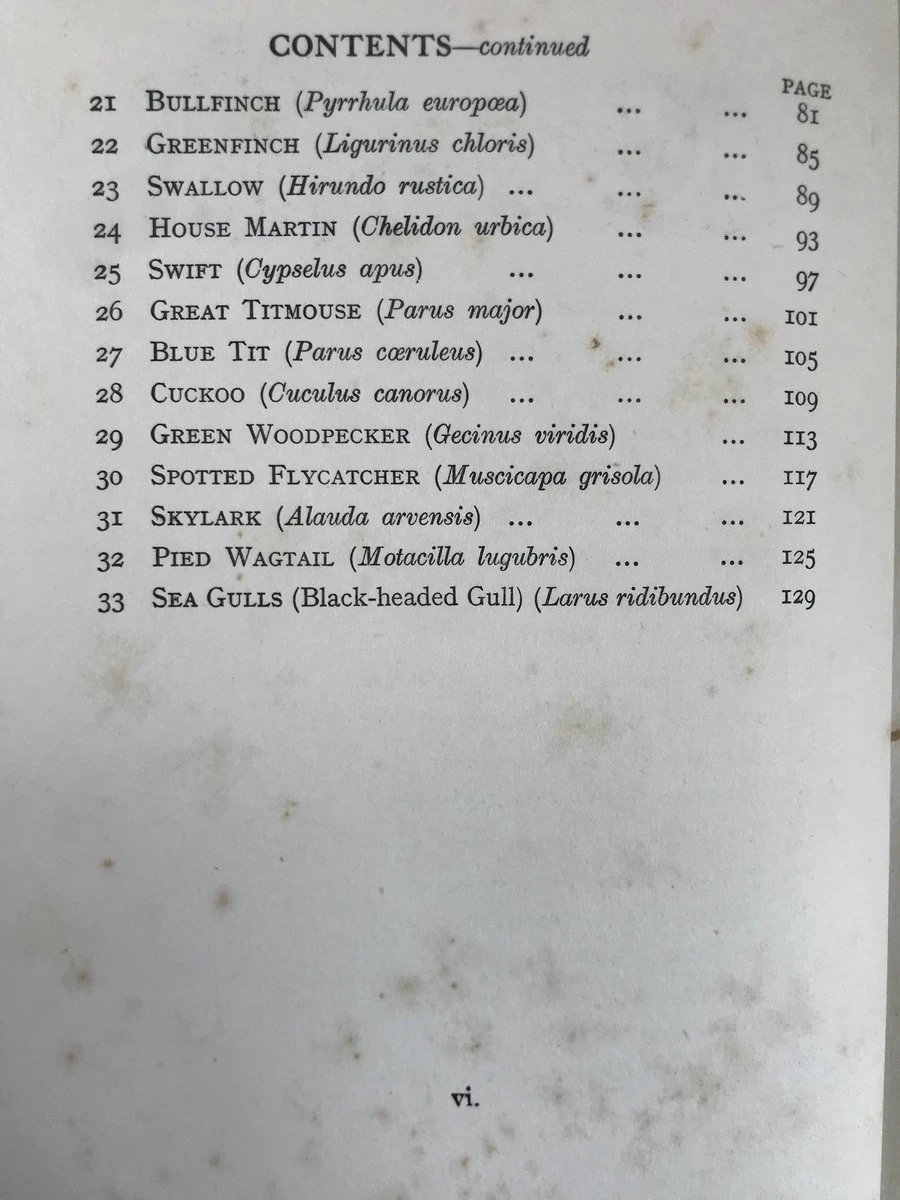 CONTENTS—continued
PAGE
21 BULLFINCH (Pyrrhula europœa) ... ... 81
22 GREENFINCH (Ligurinus chloris) ... ... 85
23 SWALLOW (Hirundo rustica) ... ... ... 89
24 HOUSE MARTIN (Chelidon urbica) ... ... 93
25 SWIFT (Cypselus apus) ... ... ... 97
26 GREAT TITMOUSE (Parus major) ... ... 101
27 BLUE TIT (Parus cœruleus) ... ... ... 105
28 CUCKOO (Cuculus canorus) ... ... ... 109
29 GREEN WOODPECKER (Gecinus viridis) ... 113
30 SPOTTED FLYCATCHER (Muscicapa grisola) ... 117
31 SKYLARK (Alauda arvensis) ... ... ... 121
32 PIED WAGTAIL (Motacilla lugubris) ... ... 125
33 SEA GULLS (Black-headed Gull) (Larus ridibundus) 129
vi.